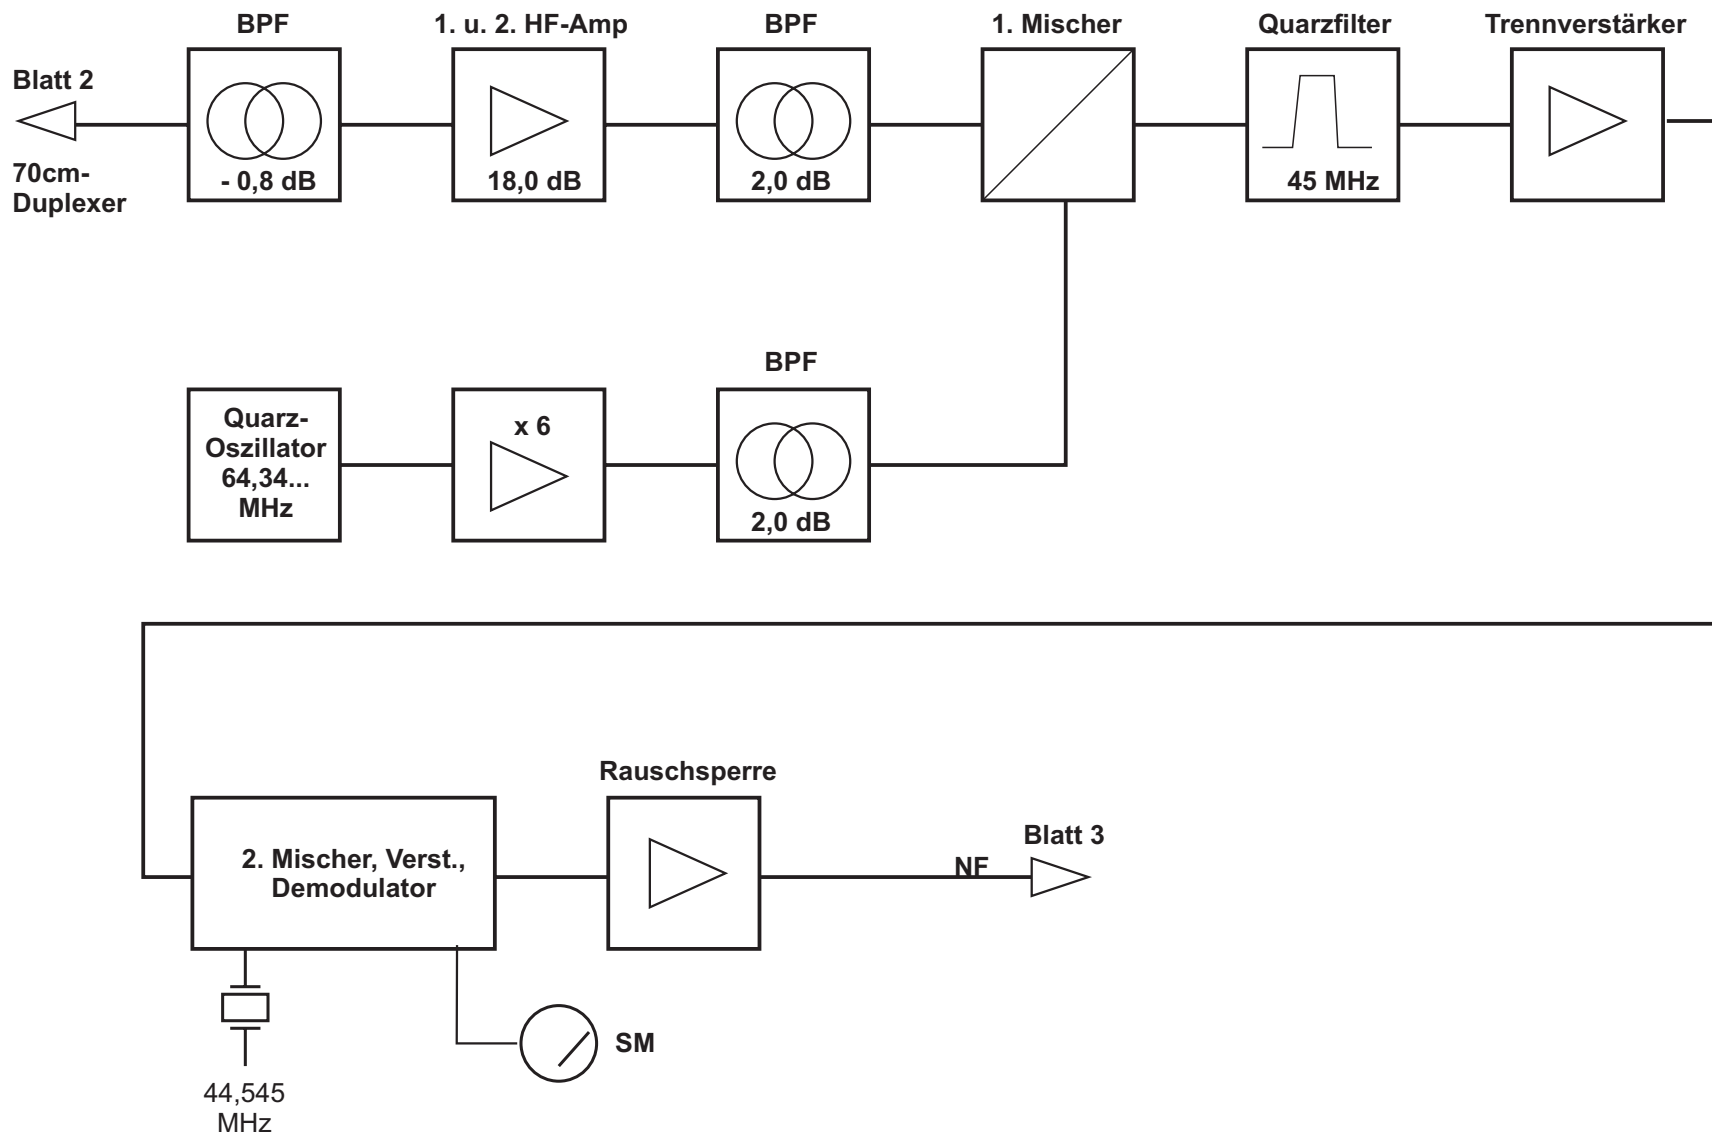 BPF
1. u. 2. HF-Amp
BPF
1. Mischer
Quarzfilter
Trennverstärker
Blatt 2
70cm-
Duplexer
- 0,8 dB
18,0 dB
2,0 dB
45 MHz
BPF
Quarz-
Oszillator
64,34...
MHz
x 6
2,0 dB
Rauschsperre
2. Mischer, Verst.,
Demodulator
NF
Blatt 3
SM
44,545
MHz